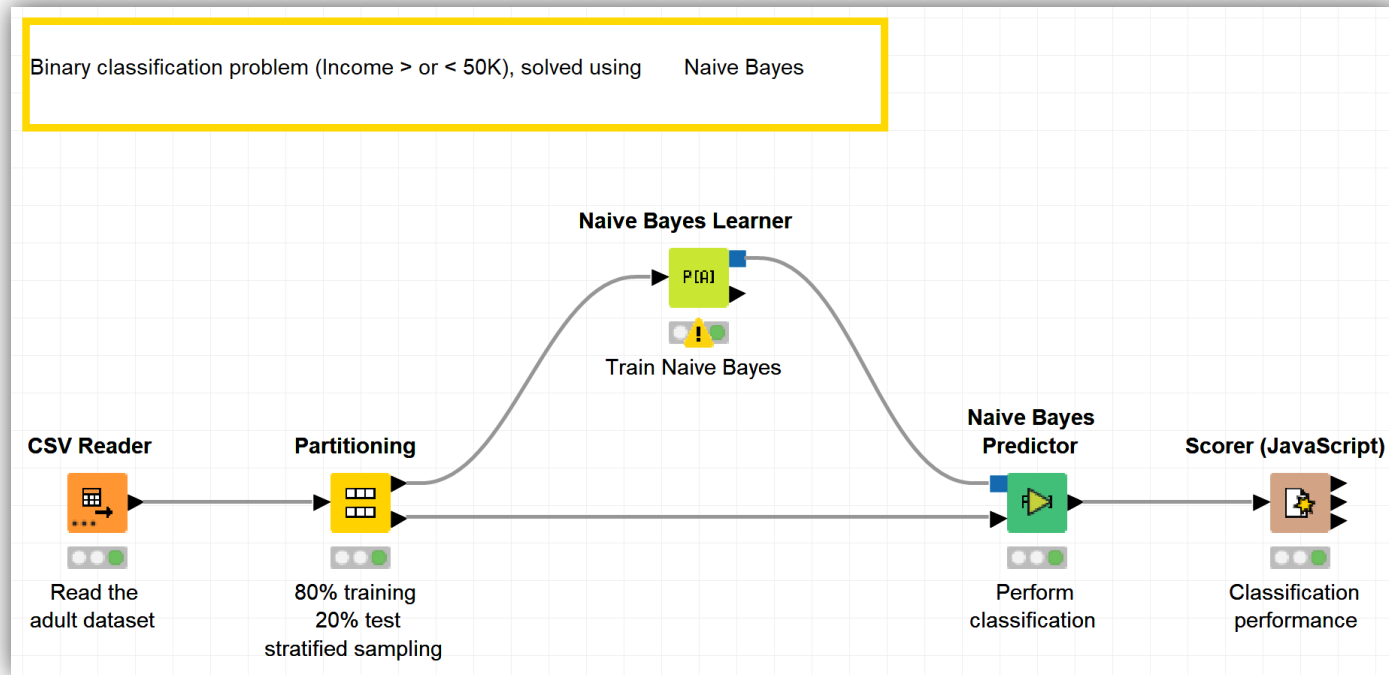 Binary classification problem (Income > or < 50K), solved using Naive Bayes
Naive Bayes Learner
P[A]
Train Naive Bayes
CSV Reader
Read the
adult dataset
Partitioning
80% training
20% test
stratified sampling
Naive Bayes
Predictor
Perform
classification
Scorer (JavaScript)
Classification
performance